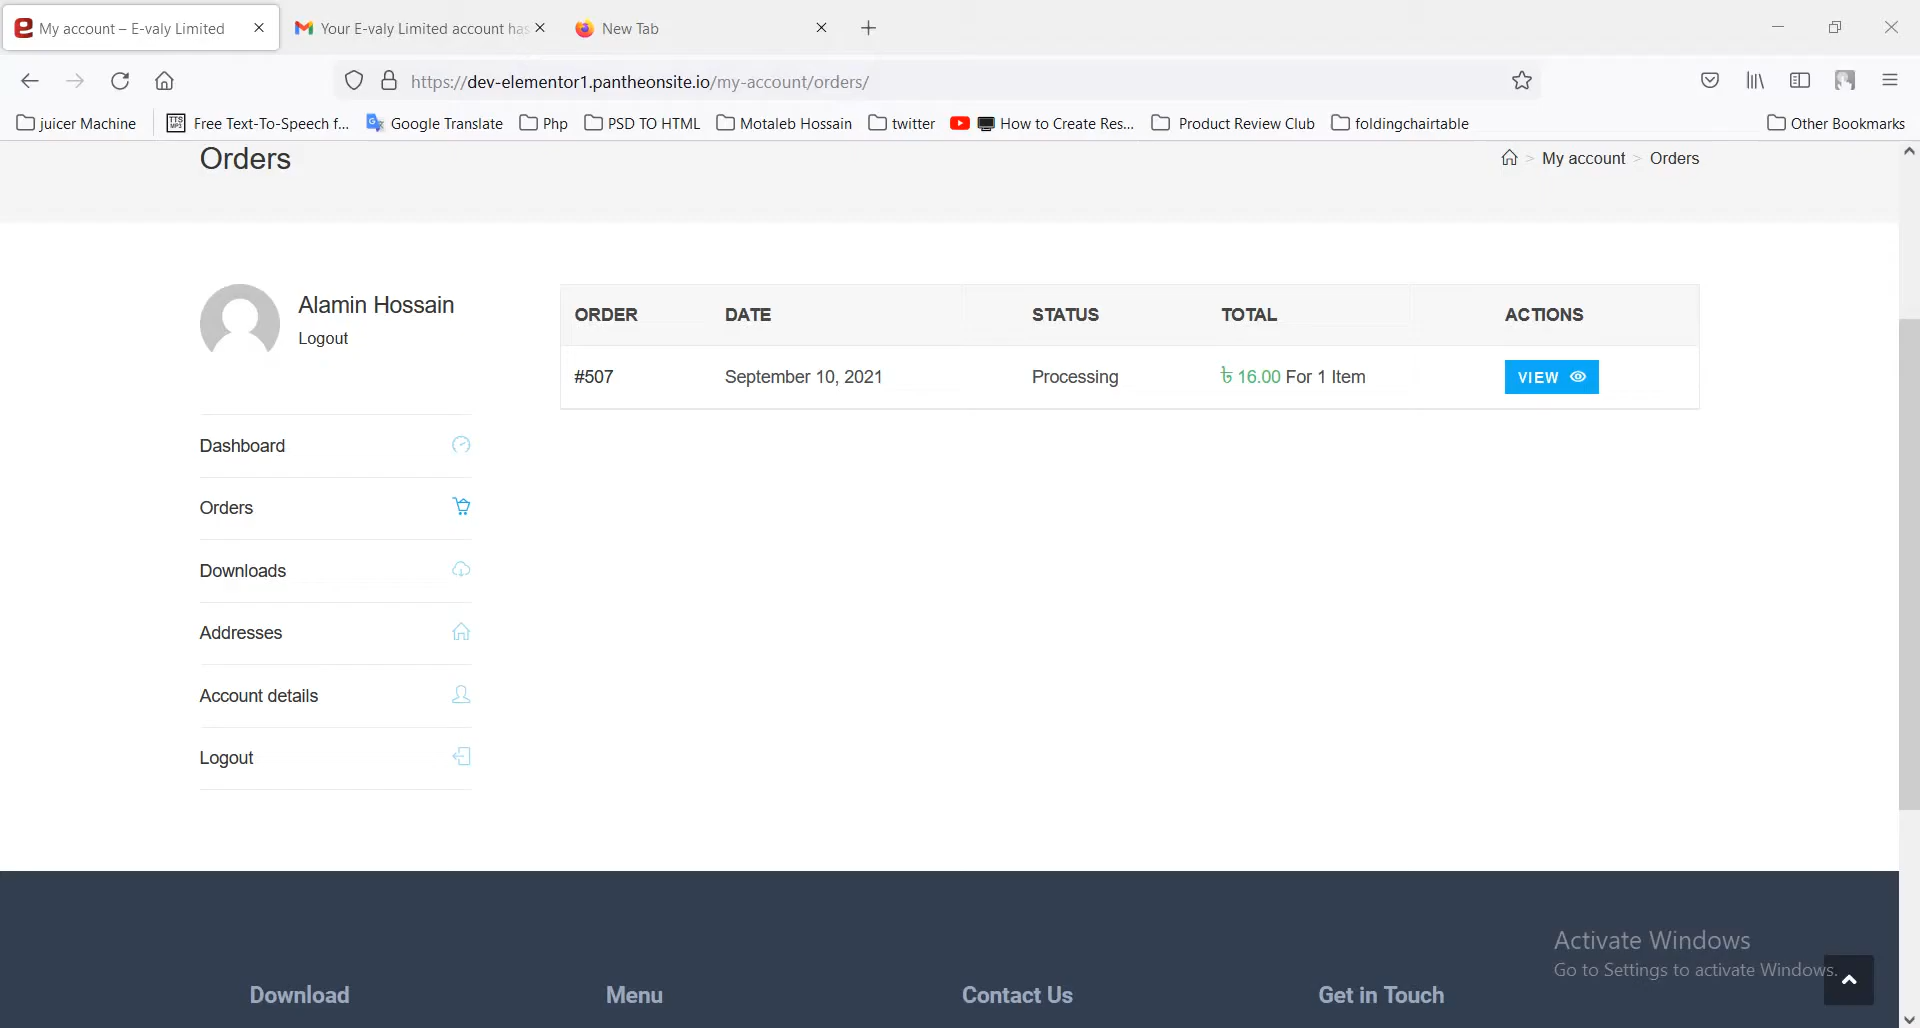 My account – E-valy Limited
Your E-valy Limited account has
New Tab
https://dev-elementor1.pantheonsite.io/my-account/orders/
juicer Machine
Free Text-To-Speech f...
Google Translate
Php
PSD TO HTML
Motaleb Hossain
twitter
How to Create Res...
Product Review Club
foldingchairtable
Other Bookmarks
Orders
> My account > Orders
Alamin Hossain
Logout
ORDER DATE STATUS TOTAL ACTIONS
#507 September 10, 2021 Processing ৳ 16.00 For 1 Item VIEW
Dashboard
Orders
Downloads
Addresses
Account details
Logout
Activate Windows
Go to Settings to activate Windows.
Download
Menu
Contact Us
Get in Touch